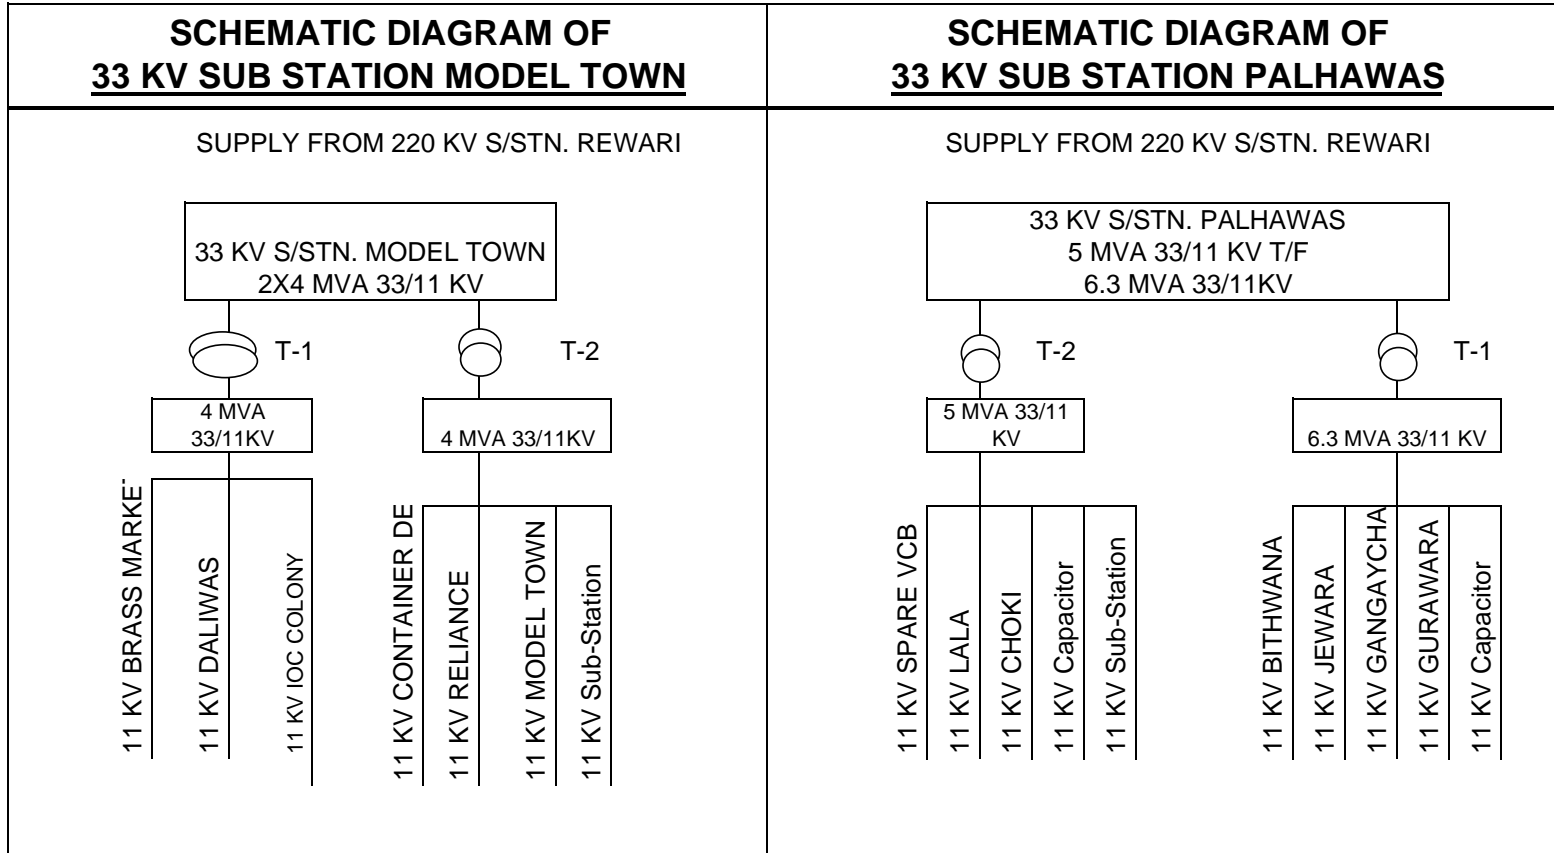 SCHEMATIC DIAGRAM OF
33 KV SUB STATION MODEL TOWN
SUPPLY FROM 220 KV S/STN. REWARI
33 KV S/STN. MODEL TOWN
2X4 MVA 33/11 KV
T-1
T-2
4 MVA
33/11KV
4 MVA 33/11KV
11 KV BRASS MARKE
11 KV DALIWAS
11 KV IOC COLONY
11 KV CONTAINER DE
11 KV RELIANCE
11 KV MODEL TOWN
11 KV Sub-Station
SCHEMATIC DIAGRAM OF
33 KV SUB STATION PALHAWAS
SUPPLY FROM 220 KV S/STN. REWARI
33 KV S/STN. PALHAWAS
5 MVA 33/11 KV T/F
6.3 MVA 33/11KV
T-2
T-1
5 MVA 33/11
KV
6.3 MVA 33/11 KV
11 KV SPARE VCB
11 KV LALA
11 KV CHOKI
11 KV Capacitor
11 KV Sub-Station
11 KV BITHWANA
11 KV JEWARA
11 KV GANGAYCHA
11 KV GURAWARA
11 KV Capacitor